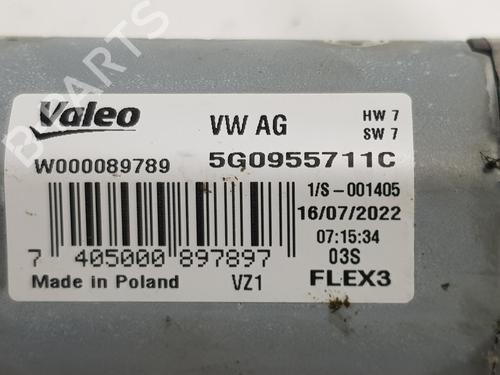 B PARTS
Valeo
VW AG
HW 7
SW 7
W000089789
5G0955711C
1/S-001405
16/07/2022
07:15:34
7 405000 897897
03S
Made in Poland
VZ1
FLEX3